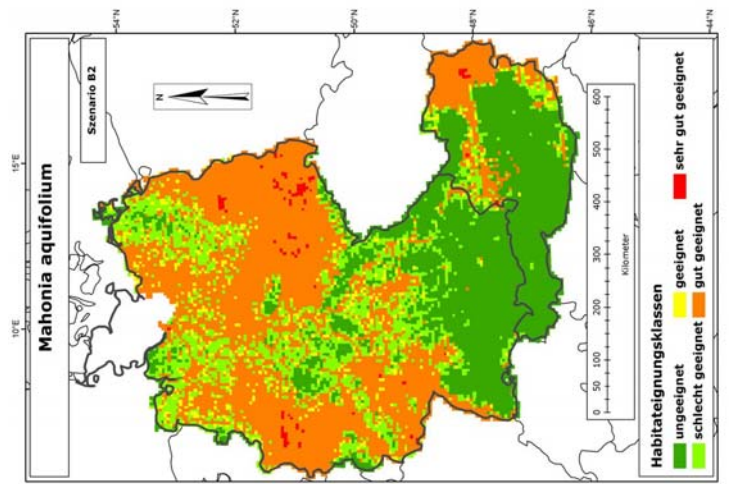 Mahonia aquifolium
Szenario B2
N
10°E
15°E
54°N
52°N
50°N
48°N
46°N
44°N
0 50 100 200 300 400 500 600
Kilometer
Habitateignungsklassen
ungeeignet
geeignet
sehr gut geeignet
schlecht geeignet
gut geeignet